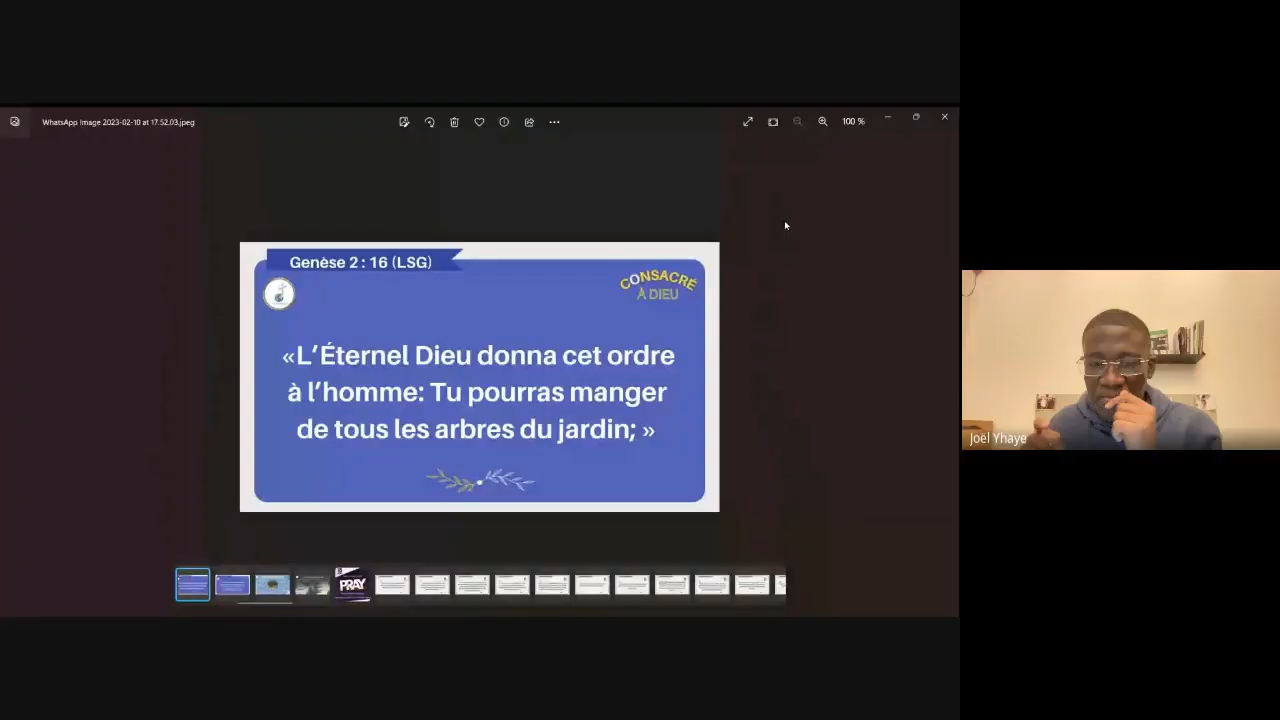 WhatsApp Image 2023-02-10 at 17.52.03.jpeg
100 %
Genèse 2 : 16 (LSG)
CONSACRÉ
À DIEU
«L'Éternel Dieu donna cet ordre
à l'homme: Tu pourras manger
de tous les arbres du jardin; »
PRAY
Joël Yhaye